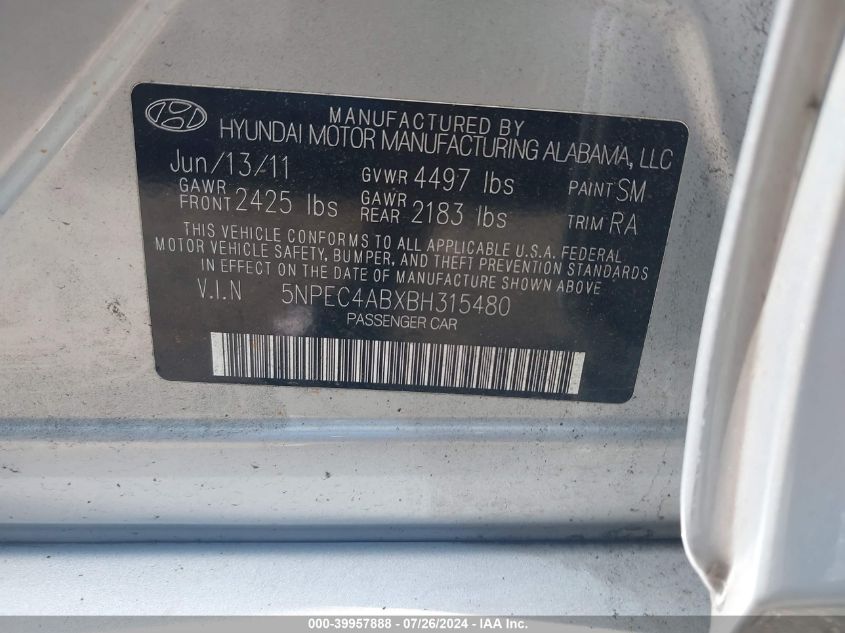 MANUFACTURED BY
HYUNDAI MOTOR MANUFACTURING ALABAMA, LLC
Jun/13/11 GVWR 4497 lbs PAINT SM
GAWR FRONT 2425 lbs GAWR REAR 2183 lbs TRIM RA
THIS VEHICLE CONFORMS TO ALL APPLICABLE U.S.A. FEDERAL
MOTOR VEHICLE SAFETY, BUMPER, AND THEFT PREVENTION STANDARDS
IN EFFECT ON THE DATE OF MANUFACTURE SHOWN ABOVE
V.I.N 5NPEC4ABXBH315480
PASSENGER CAR
000-39957888 - 07/26/2024 - www.iaai.com